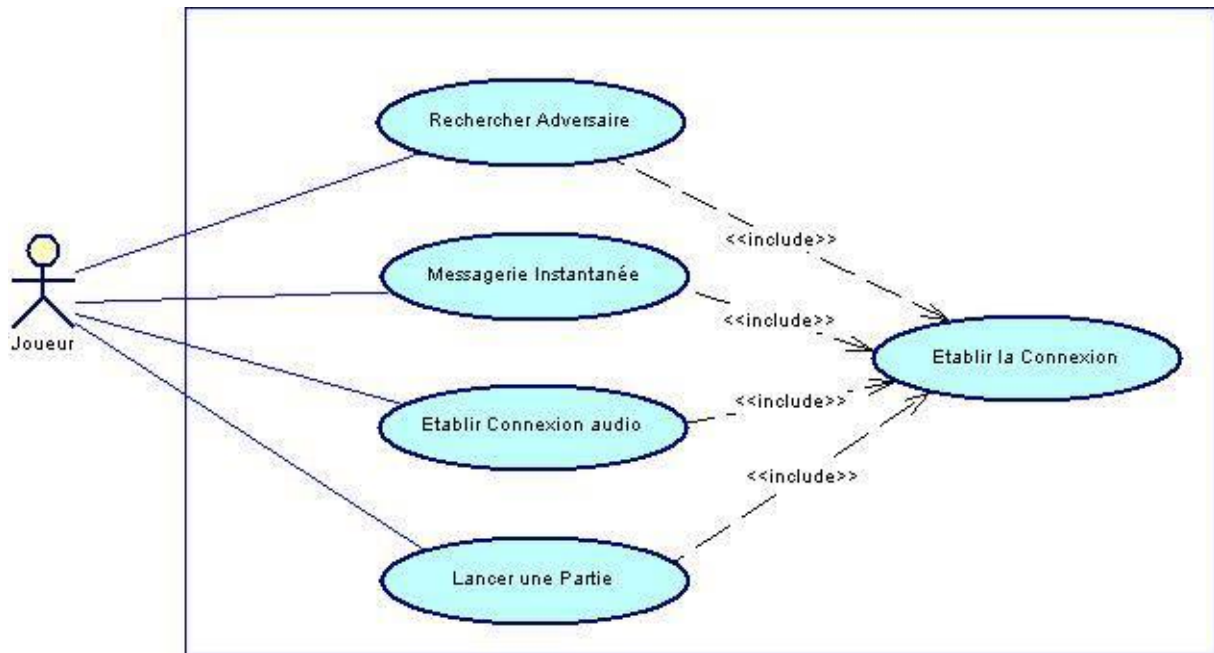 Rechercher Adversaire
<<include>>
Messagerie Instantanée
<<include>>
Joueur
Etablir la Connexion
<<include>>
Etablir Connexion audio
<<include>>
Lancer une Partie